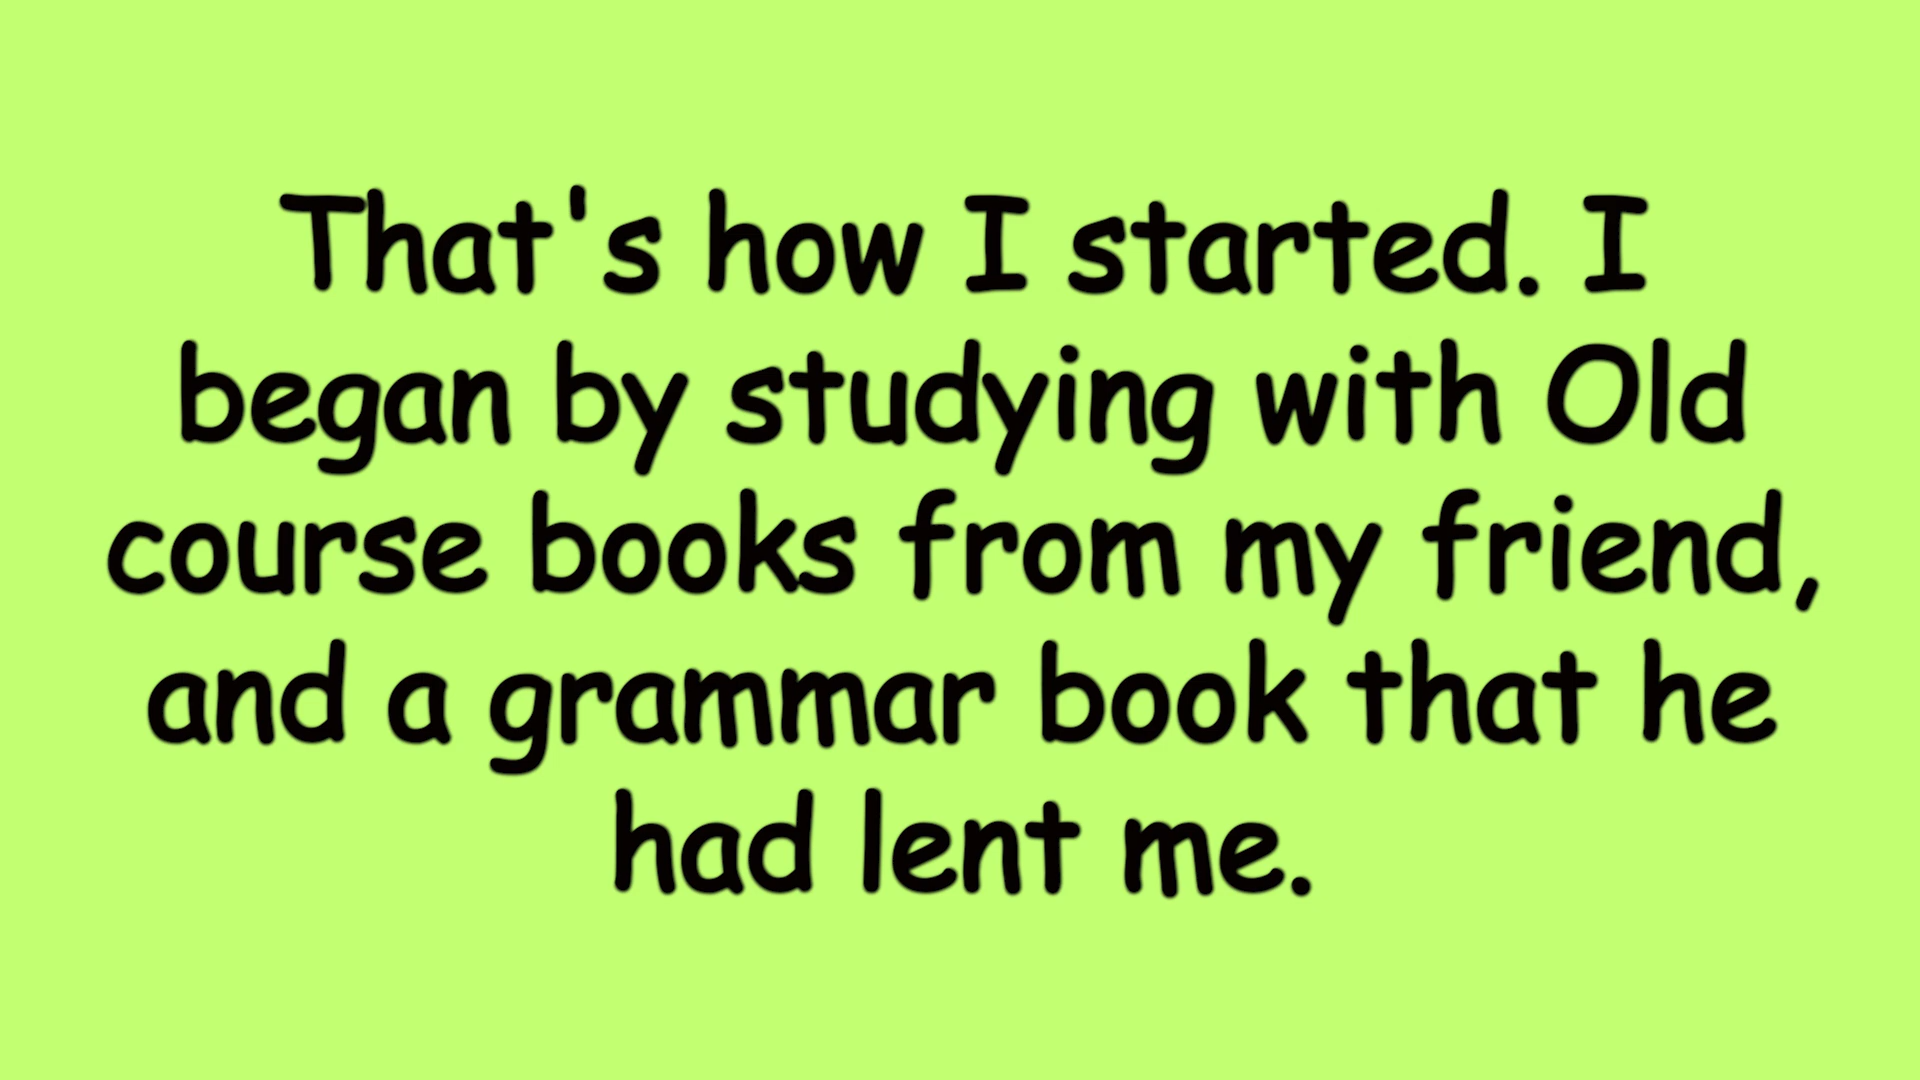 That's how I started. I
began by studying with Old
course books from my friend,
and a grammar book that he
had lent me.